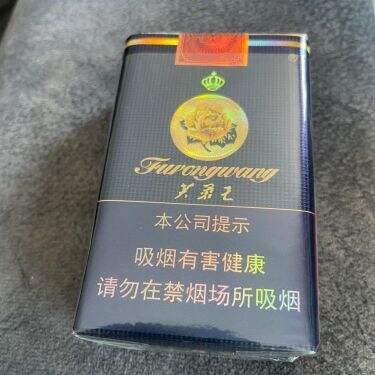 Furongwang
芙蓉王
本公司提示
吸烟有害健康
请勿在禁烟场所吸烟